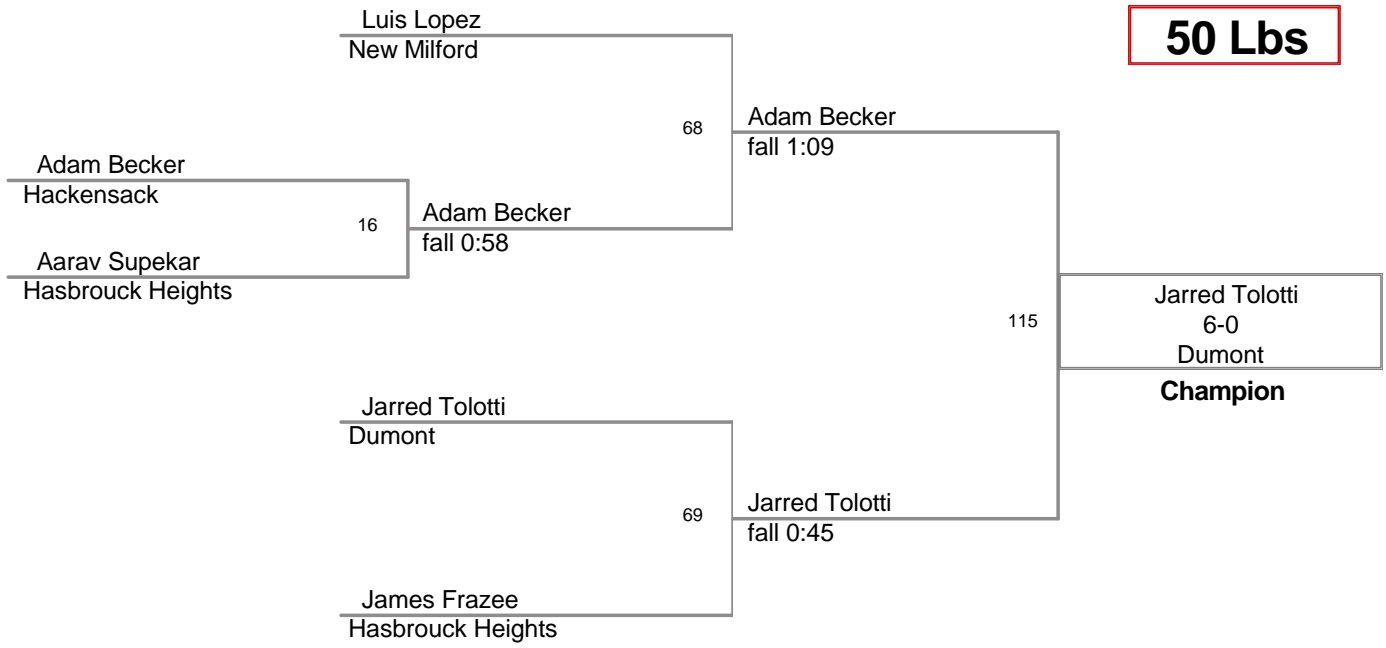 Luis Lopez
New Milford
50 Lbs
68
Adam Becker
fall 1:09
Adam Becker
Hackensack
16
Adam Becker
fall 0:58
Aarav Supekar
Hasbrouck Heights
115
Jarred Tolotti
6-0
Dumont
Champion
Jarred Tolotti
Dumont
69
Jarred Tolotti
fall 0:45
James Frazee
Hasbrouck Heights